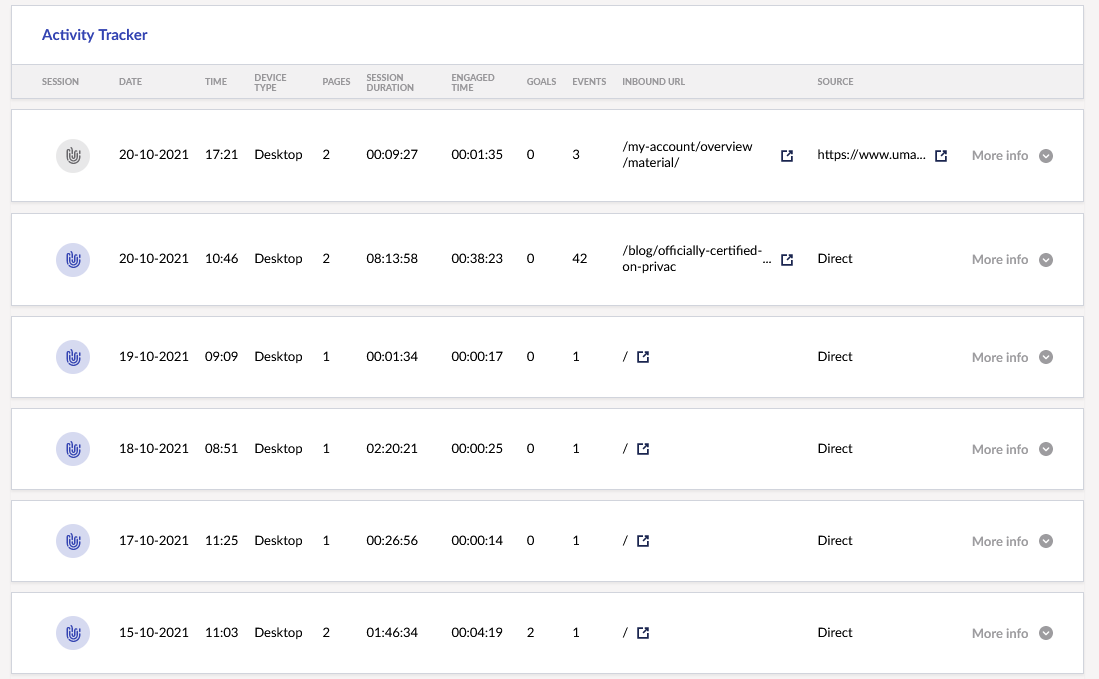 Activity Tracker
SESSION DATE TIME DEVICE TYPE PAGES SESSION DURATION ENGAGED TIME GOALS EVENTS INBOUND URL SOURCE
20-10-2021 17:21 Desktop 2 00:09:27 00:01:35 0 3 /my-account/overview /material/ https://www.uma... More info
20-10-2021 10:46 Desktop 2 08:13:58 00:38:23 0 42 /blog/officially-certified-on-privac ... Direct More info
19-10-2021 09:09 Desktop 1 00:01:34 00:00:17 0 1 / Direct More info
18-10-2021 08:51 Desktop 1 02:20:21 00:00:25 0 1 / Direct More info
17-10-2021 11:25 Desktop 1 00:26:56 00:00:14 0 1 / Direct More info
15-10-2021 11:03 Desktop 2 01:46:34 00:04:19 2 1 / Direct More info